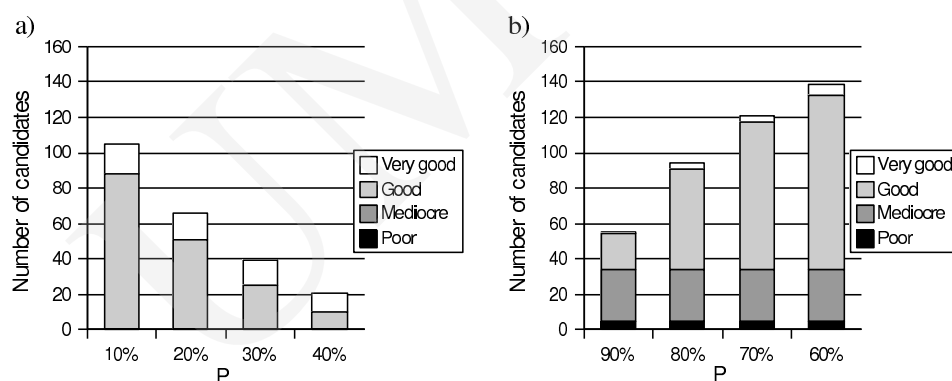 a)
160
140
120
100
80
60
40
20
0
Number of candidates
10% 20% 30% 40%
P
Very good
Good
Mediocre
Poor
b)
160
140
120
100
80
60
40
20
0
Number of candidates
90% 80% 70% 60%
P
Very good
Good
Mediocre
Poor